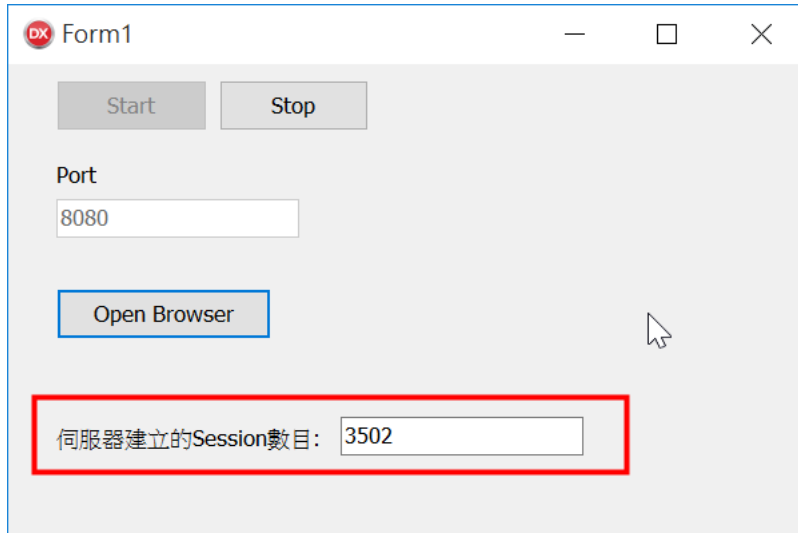 DX Form1
Start Stop
Port
8080
Open Browser
伺服器建立的Session數目: 3502